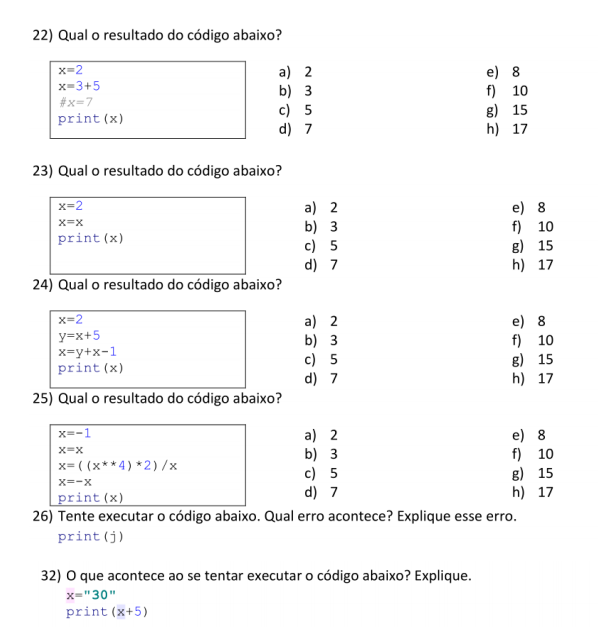 22) Qual o resultado do código abaixo?
x=2
x=3+5
#x=7
print(x)
a) 2
b) 3
c) 5
d) 7
e) 8
f) 10
g) 15
h) 17
23) Qual o resultado do código abaixo?
x=2
x=x
print(x)
a) 2
b) 3
c) 5
d) 7
e) 8
f) 10
g) 15
h) 17
24) Qual o resultado do código abaixo?
x=2
y=x+5
x=y+x-1
print(x)
a) 2
b) 3
c) 5
d) 7
e) 8
f) 10
g) 15
h) 17
25) Qual o resultado do código abaixo?
x=-1
x=x
x=((x**4)*2)/x
x=-x
print(x)
a) 2
b) 3
c) 5
d) 7
e) 8
f) 10
g) 15
h) 17
26) Tente executar o código abaixo. Qual erro acontece? Explique esse erro.
print(j)
32) O que acontece ao se tentar executar o código abaixo? Explique.
x="30"
print(x+5)